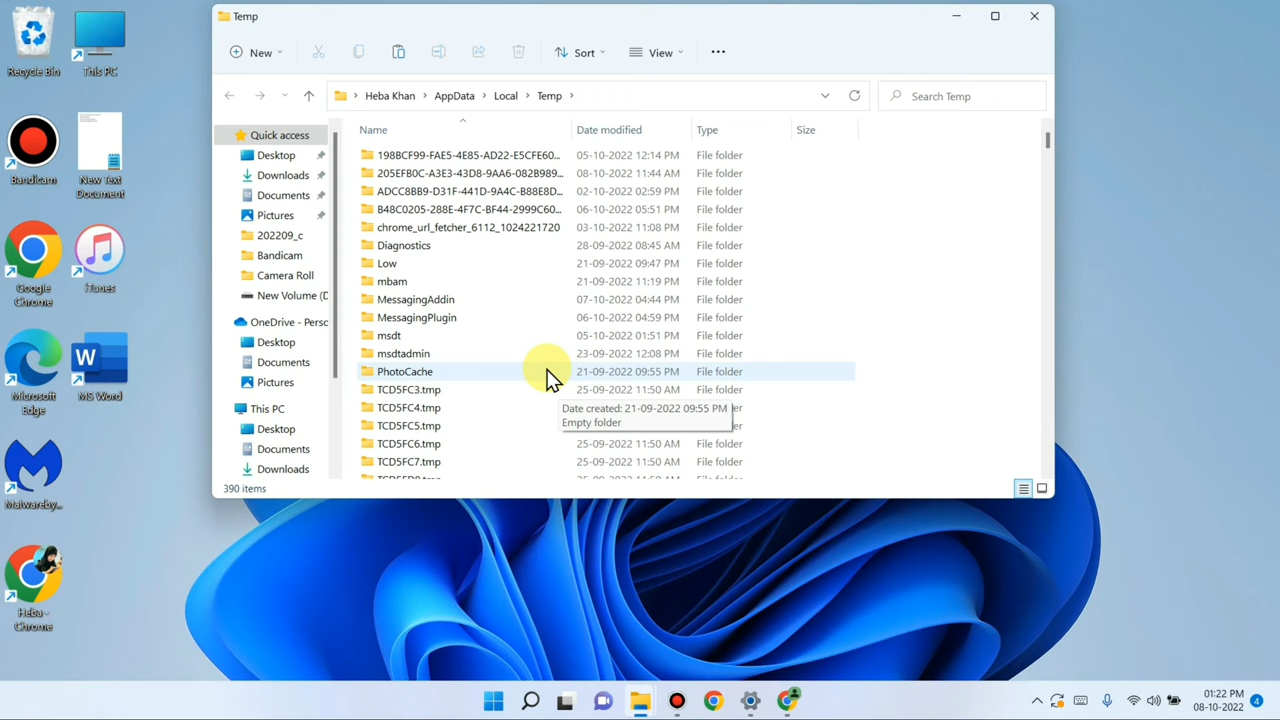 Temp
New
Sort
View
Heba Khan > AppData > Local > Temp >
Search Temp
Name Date modified Type Size
198BCF99-FAE5-4E85-AD22-E5CFE60... 05-10-2022 12:14 PM File folder
205EFB0C-A3E3-43D8-9AA6-082B989... 08-10-2022 11:44 AM File folder
ADCC8BB9-D31F-441D-9A4C-B88E8D... 02-10-2022 02:59 PM File folder
B48C0205-288E-4F7C-BF44-2999C60... 06-10-2022 05:51 PM File folder
chrome_url_fetcher_6112_1024221720 03-10-2022 11:08 PM File folder
Diagnostics 28-09-2022 08:45 AM File folder
Low 21-09-2022 09:47 PM File folder
mbam 21-09-2022 11:19 PM File folder
MessagingAddin 07-10-2022 04:44 PM File folder
MessagingPlugin 06-10-2022 04:59 PM File folder
msdt 05-10-2022 01:51 PM File folder
msdtadmin 23-09-2022 12:08 PM File folder
PhotoCache 21-09-2022 09:55 PM File folder
TCD5FC3.tmp 25-09-2022 11:50 AM File folder
TCD5FC4.tmp
TCD5FC5.tmp
TCD5FC6.tmp 25-09-2022 11:50 AM File folder
TCD5FC7.tmp 25-09-2022 11:50 AM File folder
Date created: 21-09-2022 09:55 PM
Empty folder
Quick access
Desktop
Downloads
Documents
Pictures
202209_c
Bandicam
Camera Roll
New Volume (D
OneDrive - Perso
Desktop
Documents
Pictures
This PC
Desktop
Documents
Downloads
390 items
Recycle Bin
This PC
Bandicam
New Text
Document
Google
Chrome
iTunes
Microsoft
Edge
MS Word
Malwareby...
Heba -
Chrome
01:22 PM
08-10-2022
4